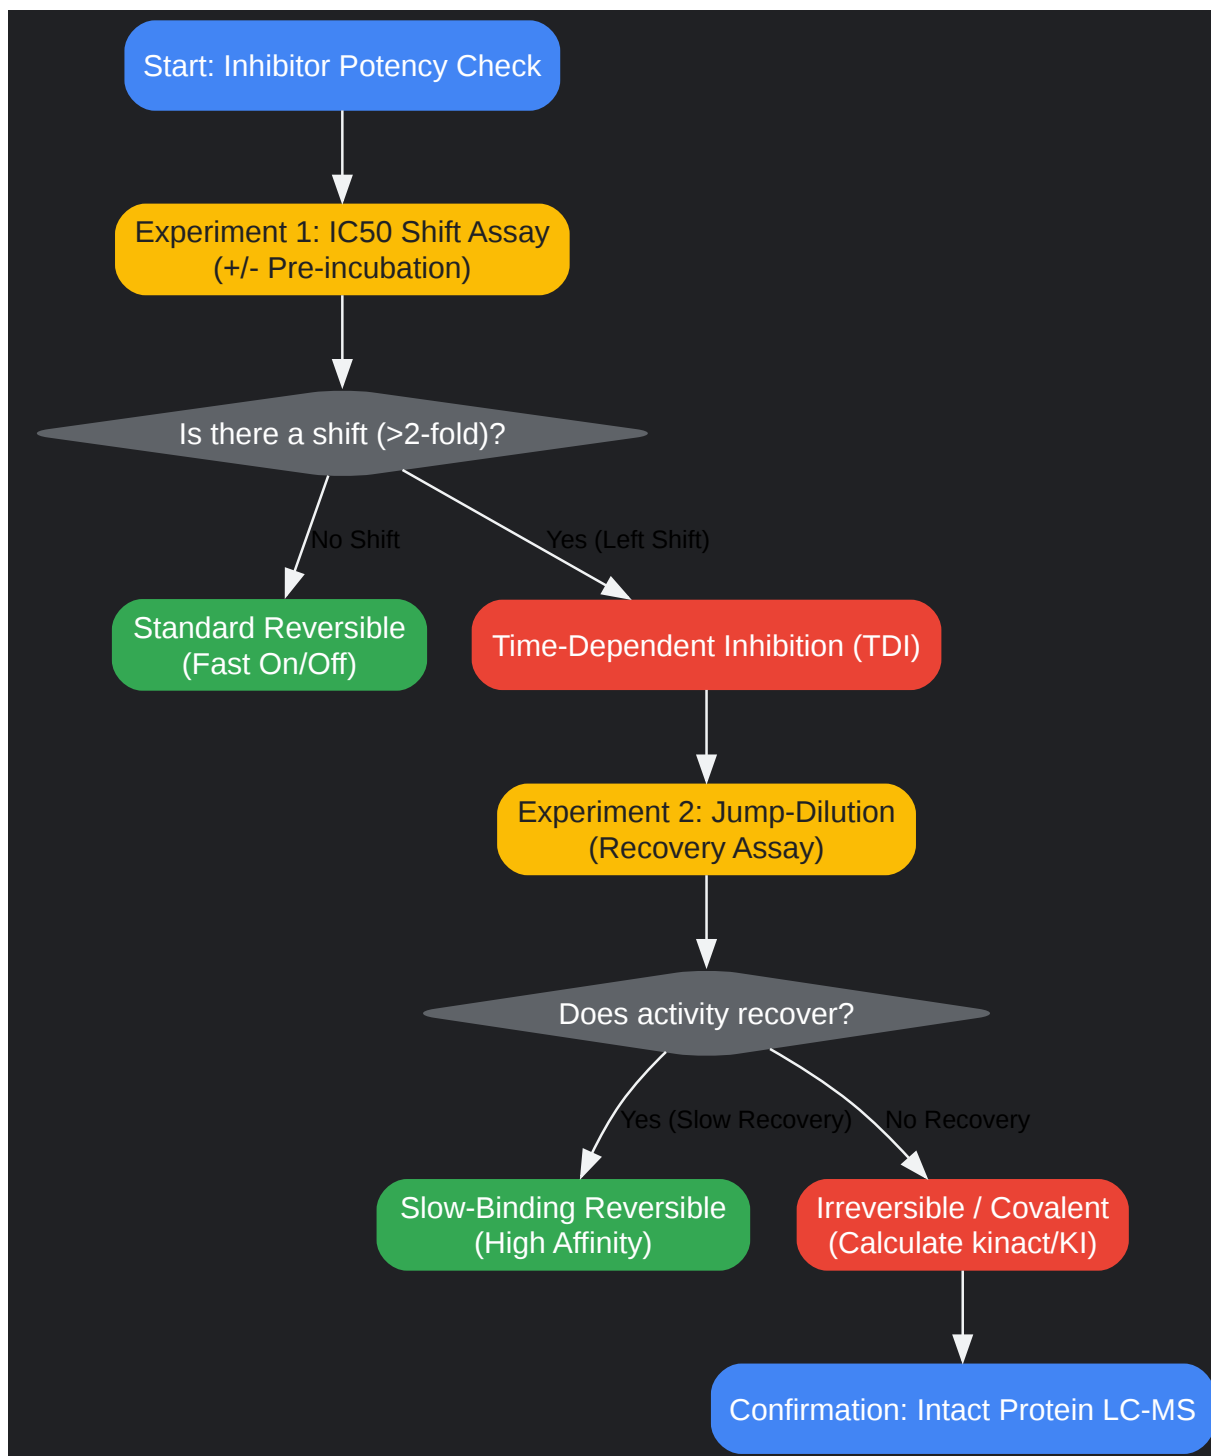 Start: Inhibitor Potency Check
Experiment 1: IC50 Shift Assay
(+/- Pre-incubation)
Is there a shift (>2-fold)?
No Shift
Yes (Left Shift)
Standard Reversible
(Fast On/Off)
Time-Dependent Inhibition (TDI)
Experiment 2: Jump-Dilution
(Recovery Assay)
Does activity recover?
Yes (Slow Recovery)
No Recovery
Slow-Binding Reversible
(High Affinity)
Irreversible / Covalent
(Calculate kinact/KI)
Confirmation: Intact Protein LC-MS